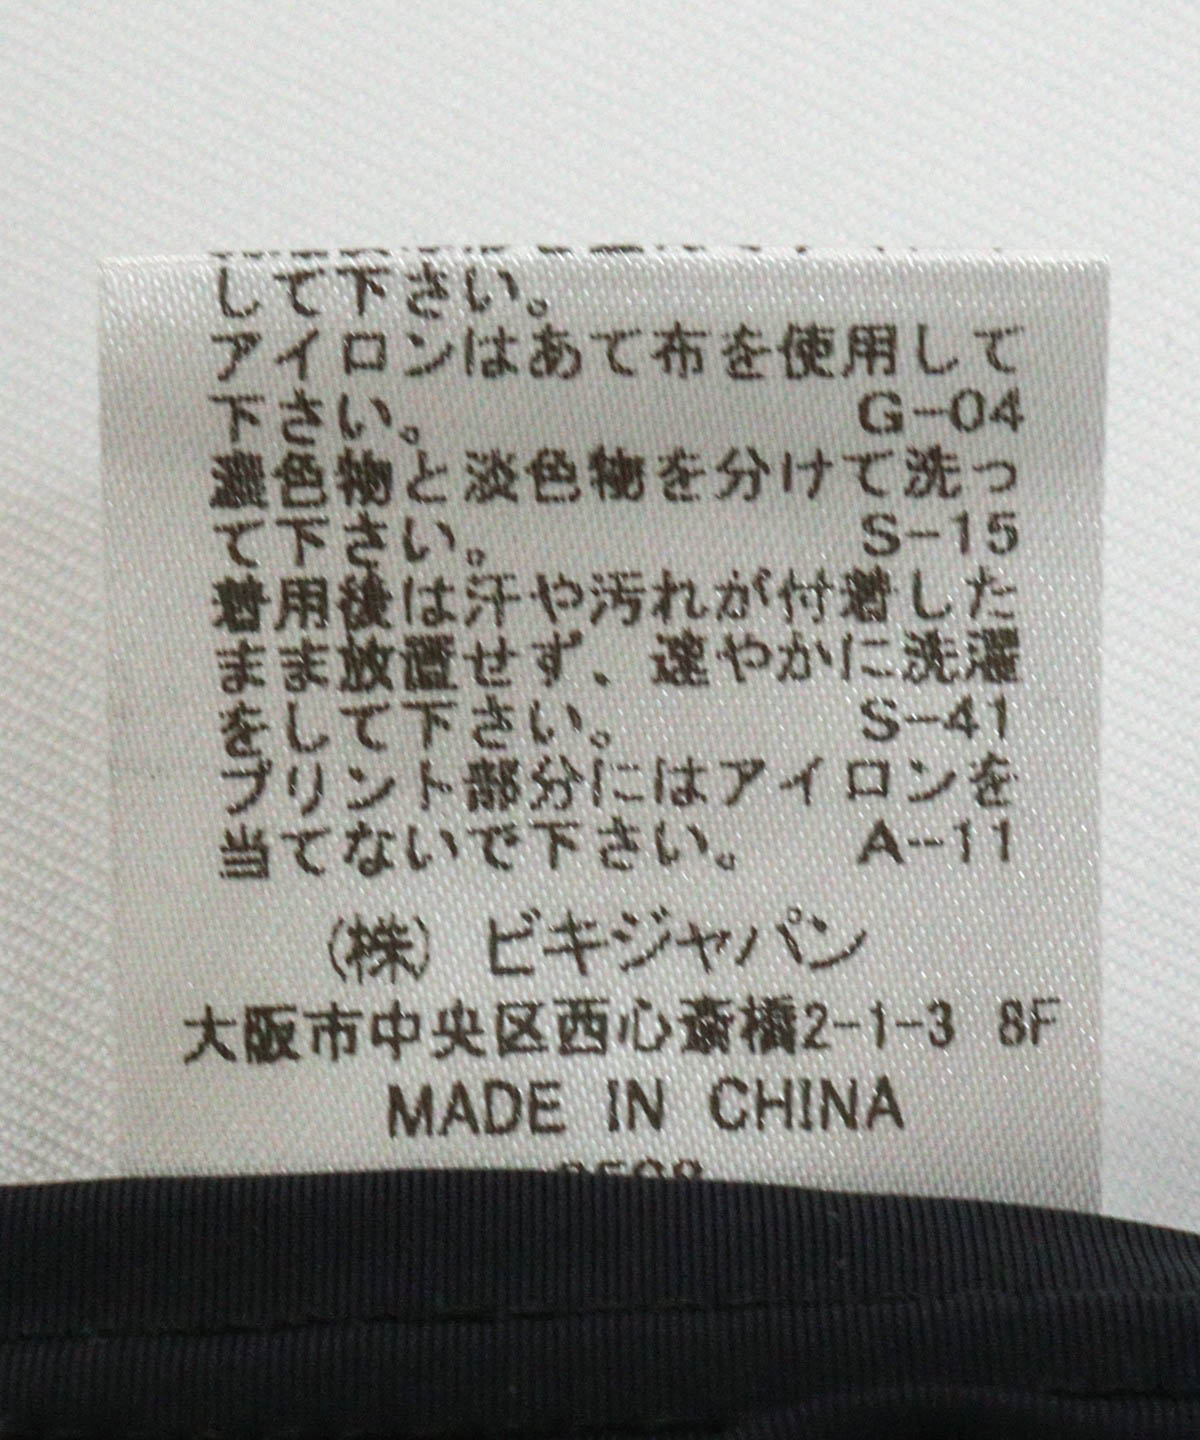 して下さい。
アイロンはあて布を使用して
下さい。 G-04
濃色物と淡色物を分けて洗っ
て下さい。 S-15
着用後は汗や汚れが付着した
まま放置せず、速やかに洗濯
をして下さい。 S-41
プリント部分にはアイロンを
当てないで下さい。 A-11
(株) ビキジャパン
大阪市中央区西心斎橋2-1-3 8F
MADE IN CHINA